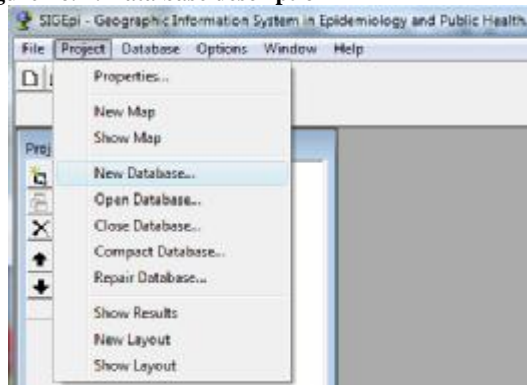 SIGEpi - Geographic Information System in Epidemiology and Public Health
File Project Database Options Window Help
Properties...
New Map
Show Map
Proj
New Database...
Open Database...
Close Database...
Compact Database...
Repair Database...
Show Results
New Layout
Show Layout